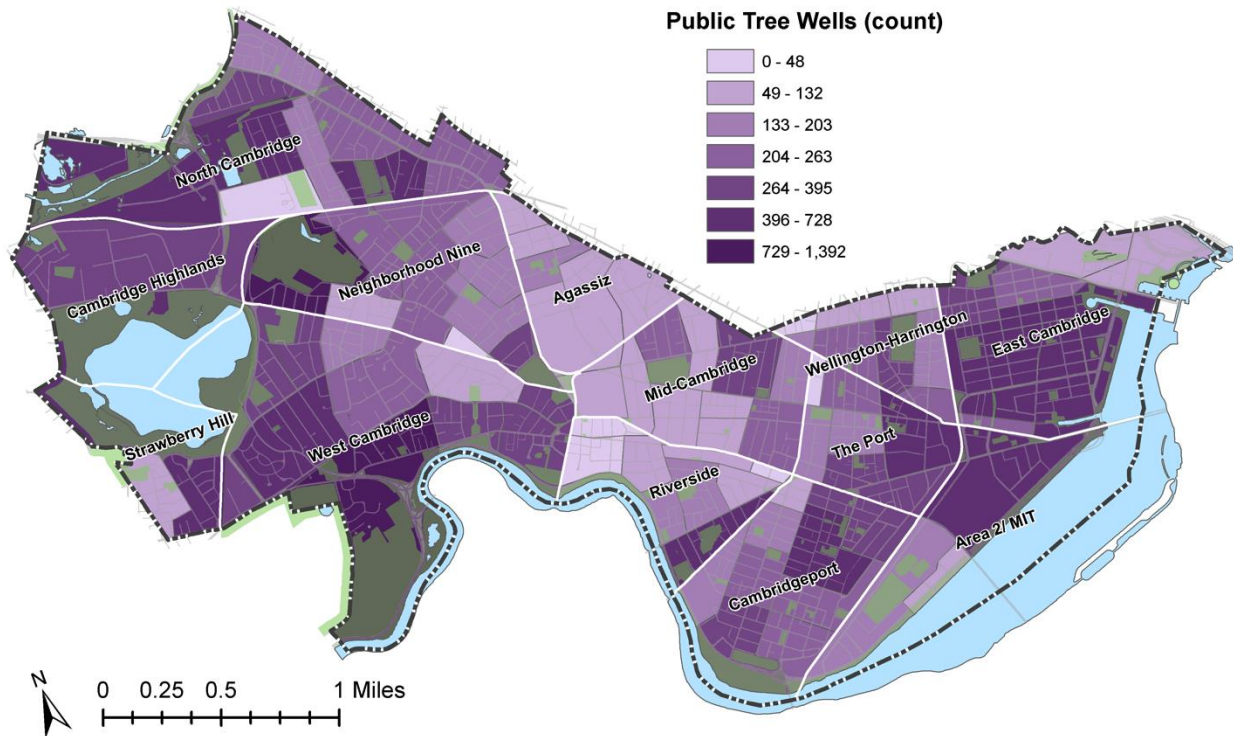 Public Tree Wells (count)
0 - 48
49 - 132
133 - 203
204 - 263
264 - 395
396 - 728
729 - 1,392
North Cambridge
Cambridge Highlands
Neighborhood Nine
Agassiz
Strawberry Hill
West Cambridge
Mid-Cambridge
Wellington-Harrington
East Cambridge
The Port
Riverside
Cambridgeport
Area 2/ MIT
N
0 0.25 0.5 1 Miles